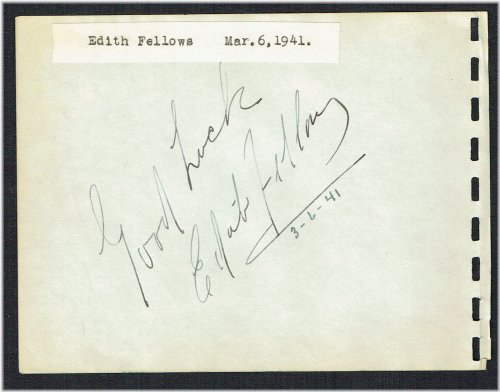 Edith Fellows Mar.6,1941.
Good Luck
Edith Fellows
3-6-41